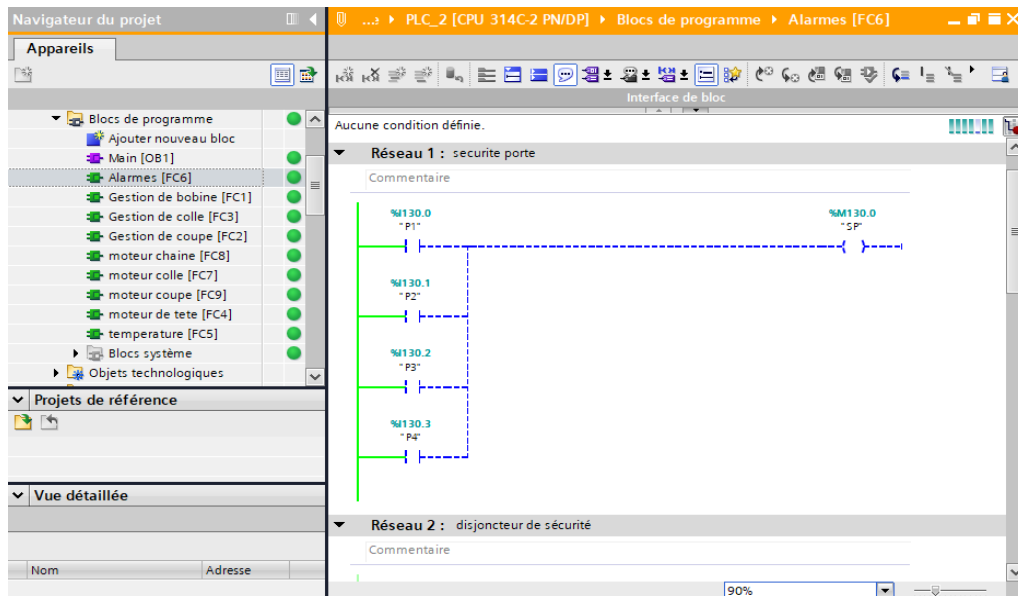 Navigateur du projet
...e ▸ PLC_2 [CPU 314C-2 PN/DP] ▸ Blocs de programme ▸ Alarmes [FC6]
Appareils
Interface de bloc
Blocs de programme
Ajouter nouveau bloc
Main [OB1]
Alarmes [FC6]
Gestion de bobine [FC1]
Gestion de colle [FC3]
Gestion de coupe [FC2]
moteur chaine [FC8]
moteur colle [FC7]
moteur coupe [FC9]
moteur de tete [FC4]
temperature [FC5]
Blocs système
Objets technologiques
Projets de référence
Vue détaillée
Nom Adresse
Aucune condition définie.
Réseau 1 : securite porte
Commentaire
%I130.0 %M130.0
"P1" "SP"
%I130.1
"P2"
%I130.2
"P3"
%I130.3
"P4"
Réseau 2 : disjoncteur de sécurité
Commentaire
90%